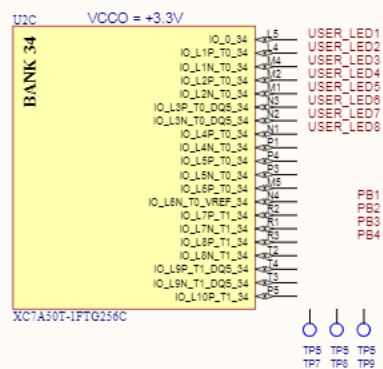 U2C VCCO = +3.3V
BANK 34
IO_0_34 L5 USER_LED1
IO_L1P_T0_34 L4 USER_LED2
IO_L1N_T0_34 M4 USER_LED3
IO_L2P_T0_34 M2 USER_LED4
IO_L2N_T0_34 M1 USER_LED5
IO_L3P_T0_DQS_34 N3 USER_LED6
IO_L3N_T0_DQS_34 N2 USER_LED7
IO_L4P_T0_34 N1 USER_LED8
IO_L4N_T0_34 P1
IO_L5P_T0_34 P4
IO_L5N_T0_34 P3
IO_L6P_T0_34 M5
IO_L6N_T0_VREF_34 N4 PB1
IO_L7P_T1_34 R2 PB2
IO_L7N_T1_34 R1 PB3
IO_L8P_T1_34 R3 PB4
IO_L8N_T1_34 T2
IO_L9P_T1_DQS_34 T4
IO_L9N_T1_DQS_34 T3
IO_L10P_T1_34 P5
XC7A50T-1FTG256C
TP5 TP5 TP5
TP7 TP8 TP9